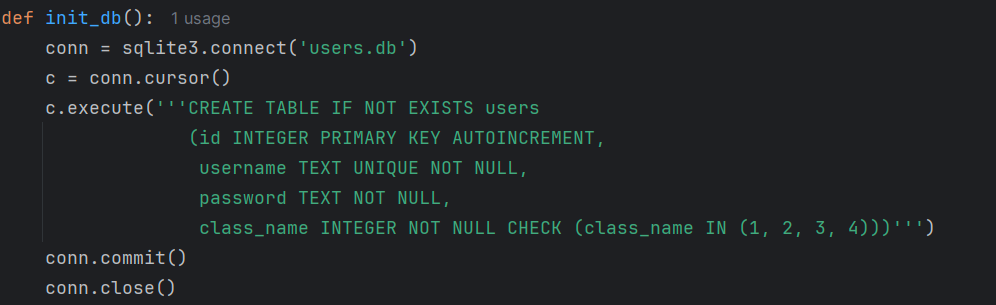 def init_db(): 1 usage
    conn = sqlite3.connect('users.db')
    c = conn.cursor()
    c.execute('''CREATE TABLE IF NOT EXISTS users
                 (id INTEGER PRIMARY KEY AUTOINCREMENT,
                  username TEXT UNIQUE NOT NULL,
                  password TEXT NOT NULL,
                  class_name INTEGER NOT NULL CHECK (class_name IN (1, 2, 3, 4)))''')
    conn.commit()
    conn.close()